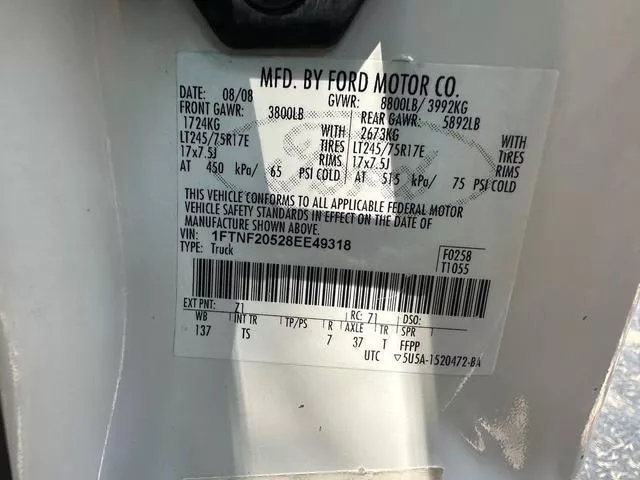 MFD. BY FORD MOTOR CO.
DATE: 08/08 GVWR: 8800LB/ 3992KG
FRONT GAWR: 3800LB REAR GAWR: 5892LB
1724KG WITH 2673KG WITH
LT245/75R17E TIRES LT245/75R17E TIRES
17x7.5J RIMS 17x7.5J RIMS
AT 450 kPa/ 65 PSI COLD AT 515 kPa/ 75 PSI COLD
THIS VEHICLE CONFORMS TO ALL APPLICABLE FEDERAL MOTOR
VEHICLE SAFETY STANDARDS IN EFFECT ON THE DATE OF
MANUFACTURE SHOWN ABOVE.
VIN: 1FTNF20528EE49318 F0258
TYPE: Truck T1055
EXT PNT: 71 RC: 71 DSO:
WB INT TR TP/PS R AXLE TR SPR
137 TS 7 37 T FFPP
UTC ▽5U5A-1520472-BA